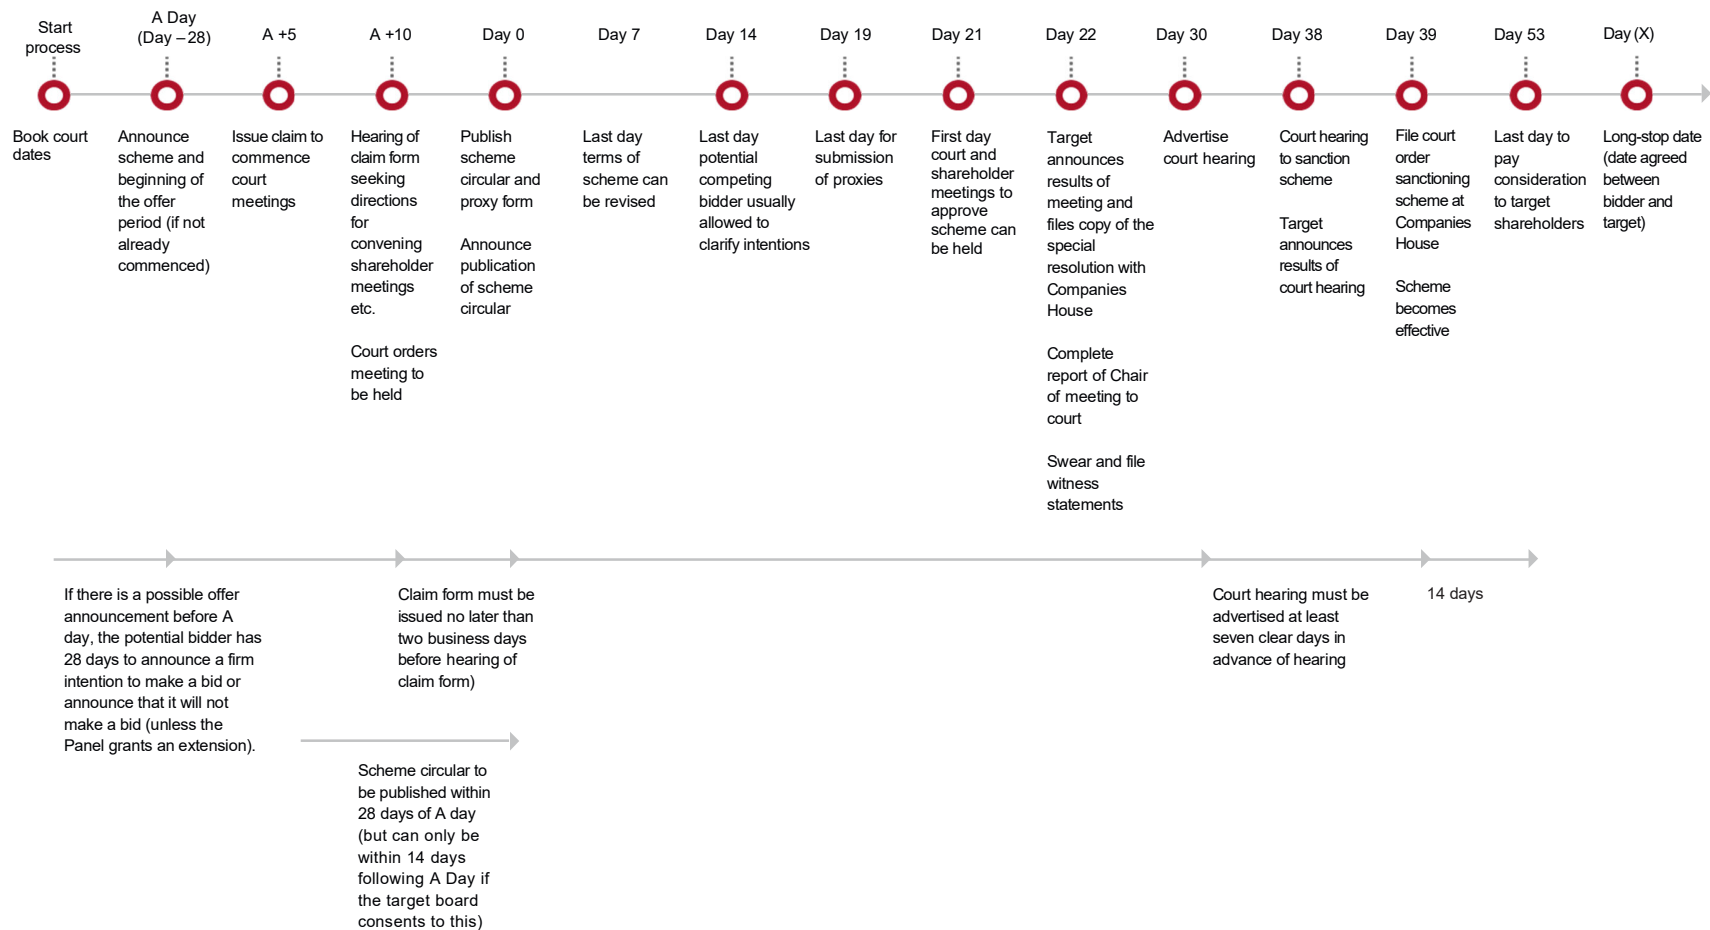 Start
process
A Day
(Day –28)
A +5
A +10
Day 0
Day 7
Day 14
Day 19
Day 21
Day 22
Day 30
Day 38
Day 39
Day 53
Day (X)
Book court
dates
Announce
scheme and
beginning of
the offer
period (if not
already
commenced)
Issue claim to
commence
court
meetings
Hearing of
claim form
seeking
directions
for
convening
shareholder
meetings
etc.
Court orders
meeting to
be held
Publish
scheme
circular and
proxy form
Announce
publication
of scheme
circular
Last day
terms of
scheme can
be revised
Last day
potential
competing
bidder usually
allowed to
clarify intentions
Last day for
submission
of proxies
First day
court and
shareholder
meetings to
approve
scheme can
be held
Target
announces
results of
meeting and
files copy of the
special
resolution with
Companies
House
Complete
report of Chair
of meeting to
court
Swear and file
witness
statements
Advertise
court hearing
Court hearing
to sanction
scheme
Target
announces
results of
court hearing
File court
order
sanctioning
scheme at
Companies
House
Scheme
becomes
effective
Last day to
pay
consideration
to target
shareholders
Long-stop date
(date agreed
between
bidder and
target)
If there is a possible offer
announcement before A
day, the potential bidder has
28 days to announce a firm
intention to make a bid or
announce that it will not
make a bid (unless the
Panel grants an extension).
Claim form must be
issued no later than
two business days
before hearing of
claim form)
Court hearing must be
advertised at least
seven clear days in
advance of hearing
14 days
Scheme circular to
be published within
28 days of A day
(but can only be
within 14 days
following A Day if
the target board
consents to this)